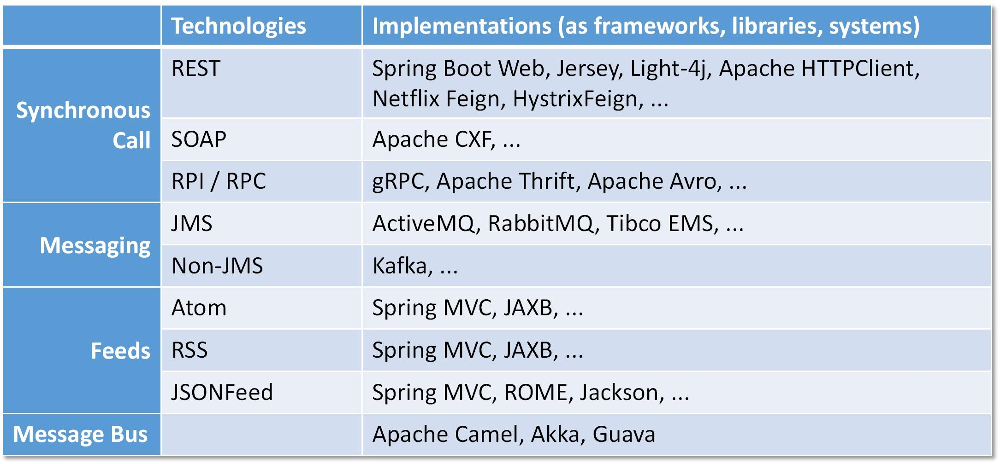 Technologies
Implementations (as frameworks, libraries, systems)
Synchronous
Call
REST
Spring Boot Web, Jersey, Light-4j, Apache HTTPClient,
Netflix Feign, HystrixFeign, ...
SOAP
Apache CXF, ...
RPI / RPC
gRPC, Apache Thrift, Apache Avro, ...
Messaging
JMS
ActiveMQ, RabbitMQ, Tibco EMS, ...
Non-JMS
Kafka, ...
Feeds
Atom
Spring MVC, JAXB, ...
RSS
Spring MVC, JAXB, ...
JSONFeed
Spring MVC, ROME, Jackson, ...
Message Bus
Apache Camel, Akka, Guava